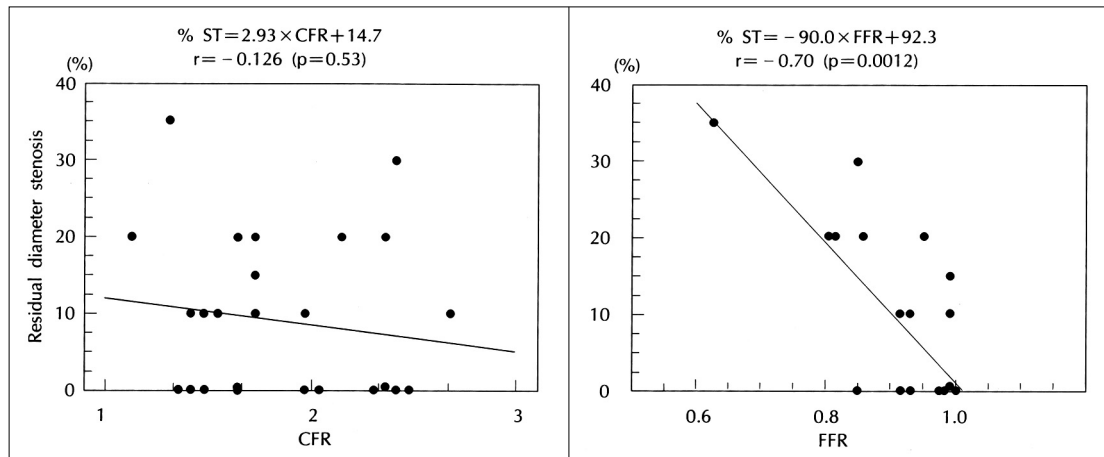 % ST=2.93×CFR+14.7
r=−0.126 (p=0.53)
(%)
40
30
20
10
0
Residual diameter stenosis
1 2 3
CFR
% ST=−90.0×FFR+92.3
r=−0.70 (p=0.0012)
(%)
40
30
20
10
0
0.6 0.8 1.0
FFR